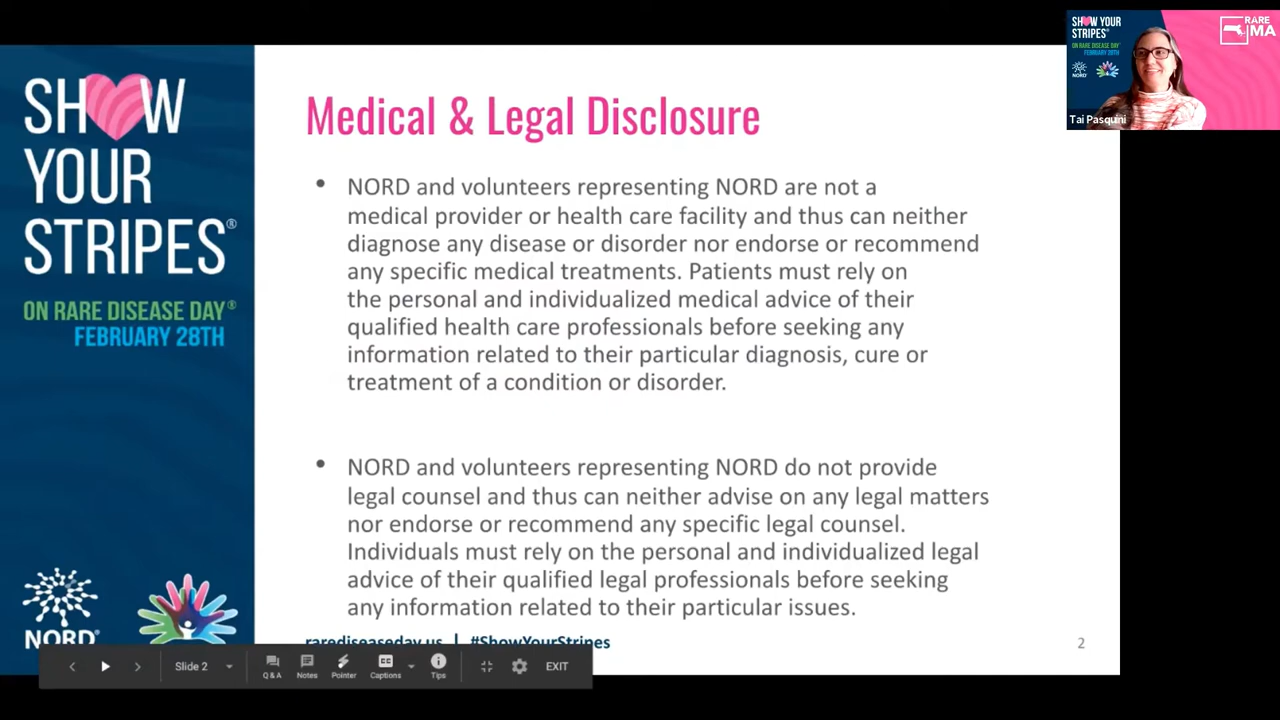 SHOW
YOUR
STRIPES®
ON RARE DISEASE DAY®
FEBRUARY 28TH
NORD®
Medical & Legal Disclosure
• NORD and volunteers representing NORD are not a
medical provider or health care facility and thus can neither
diagnose any disease or disorder nor endorse or recommend
any specific medical treatments. Patients must rely on
the personal and individualized medical advice of their
qualified health care professionals before seeking any
information related to their particular diagnosis, cure or
treatment of a condition or disorder.
• NORD and volunteers representing NORD do not provide
legal counsel and thus can neither advise on any legal matters
nor endorse or recommend any specific legal counsel.
Individuals must rely on the personal and individualized legal
advice of their qualified legal professionals before seeking
any information related to their particular issues.
rarediseaseday.us | #ShowYourStripes
2
Slide 2
Q & A
Notes
Pointer
Captions
Tips
EXIT
SHOW YOUR
STRIPES®
ON RARE DISEASE DAY®
FEBRUARY 28TH
NORD
RARE
MA
Tai Pasquini